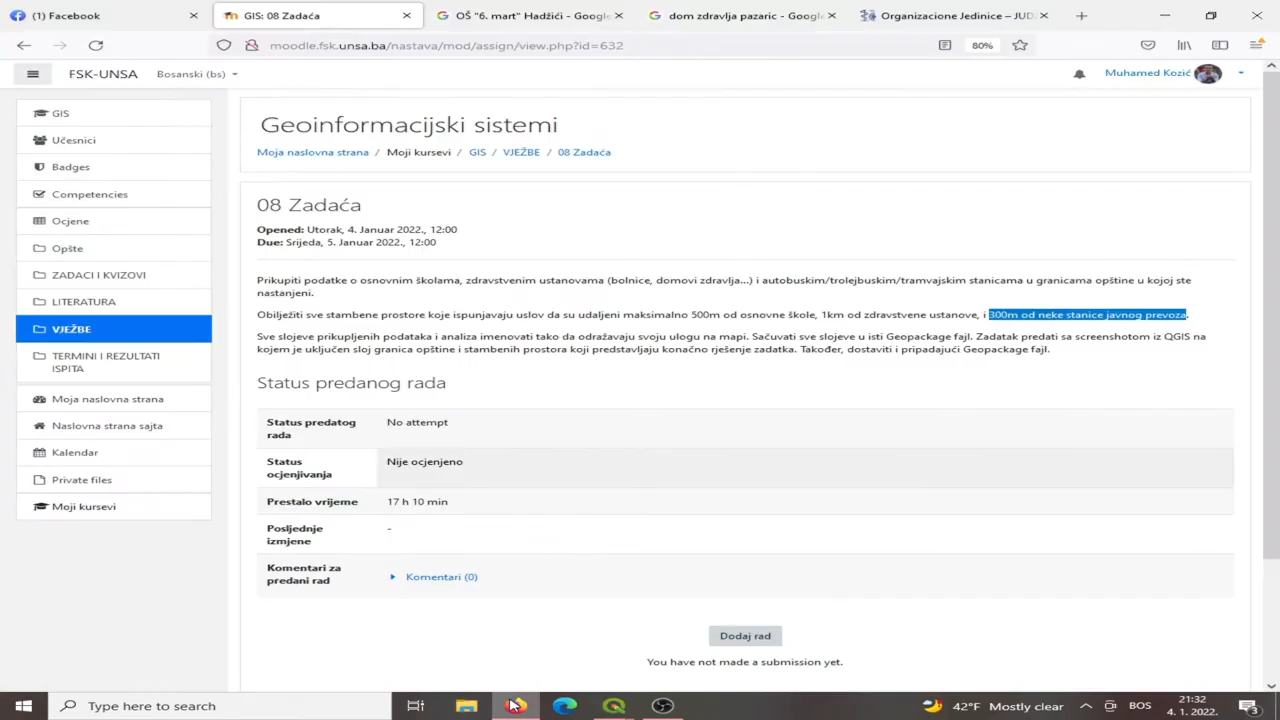 (1) Facebook
GIS: 08 Zadaća
OŠ "6. mart" Hadžići - Google
dom zdravlja pazaric - Google
Organizacione Jedinice – JUD.
moodle.fsk.unsa.ba/nastava/mod/assign/view.php?id=632
80%
FSK-UNSA
Bosanski (bs)
Muhamed Kozić
GIS
Učesnici
Badges
Competencies
Ocjene
Opšte
ZADACI I KVIZOVI
LITERATURA
VJEŽBE
TERMINI I REZULTATI
ISPITA
Moja naslovna strana
Naslovna strana sajta
Kalendar
Private files
Moji kursevi
Geoinformacijski sistemi
Moja naslovna strana / Moji kursevi / GIS / VJEŽBE / 08 Zadaća
08 Zadaća
Opened: Utorak, 4. Januar 2022., 12:00
Due: Srijeda, 5. Januar 2022., 12:00
Prikupiti podatke o osnovnim školama, zdravstvenim ustanovama (bolnice, domovi zdravlja...) i autobuskim/trolejbuskim/tramvajskim stanicama u granicama opštine u kojoj ste
nastanjeni.
Obilježiti sve stambene prostore koje ispunjavaju uslov da su udaljeni maksimalno 500m od osnovne škole, 1km od zdravstvene ustanove, i 300m od neke stanice javnog prevoza.
Sve slojeve prikupljenih podataka i analiza imenovati tako da odražavaju svoju ulogu na mapi. Sačuvati sve slojeve u isti Geopackage fajl. Zadatak predati sa screenshotom iz QGIS na
kojem je uključen sloj granica opštine i stambenih prostora koji predstavljaju konačno rješenje zadatka. Također, dostaviti i pripadajući Geopackage fajl.
Status predanog rada
Status predatog
rada
No attempt
Status
ocjenjivanja
Nije ocjenjeno
Prestalo vrijeme
17 h 10 min
Posljednje
izmjene
-
Komentari za
predani rad
Komentari (0)
Dodaj rad
You have not made a submission yet.
Type here to search
42°F Mostly clear
BOS
21:32
4. 1. 2022.
3